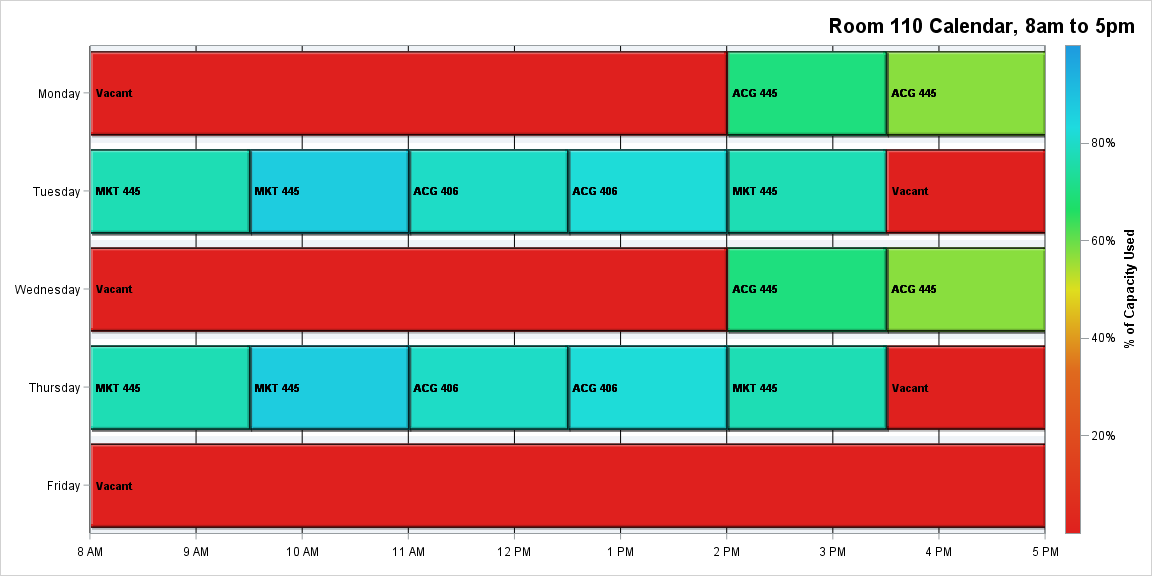 Room 110 Calendar, 8am to 5pm
Monday
Vacant
ACG 445
ACG 445
Tuesday
MKT 445
MKT 445
ACG 406
ACG 406
MKT 445
Vacant
Wednesday
Vacant
ACG 445
ACG 445
Thursday
MKT 445
MKT 445
ACG 406
ACG 406
MKT 445
Vacant
Friday
Vacant
8 AM
9 AM
10 AM
11 AM
12 PM
1 PM
2 PM
3 PM
4 PM
5 PM
80%
60%
40%
20%
% of Capacity Used